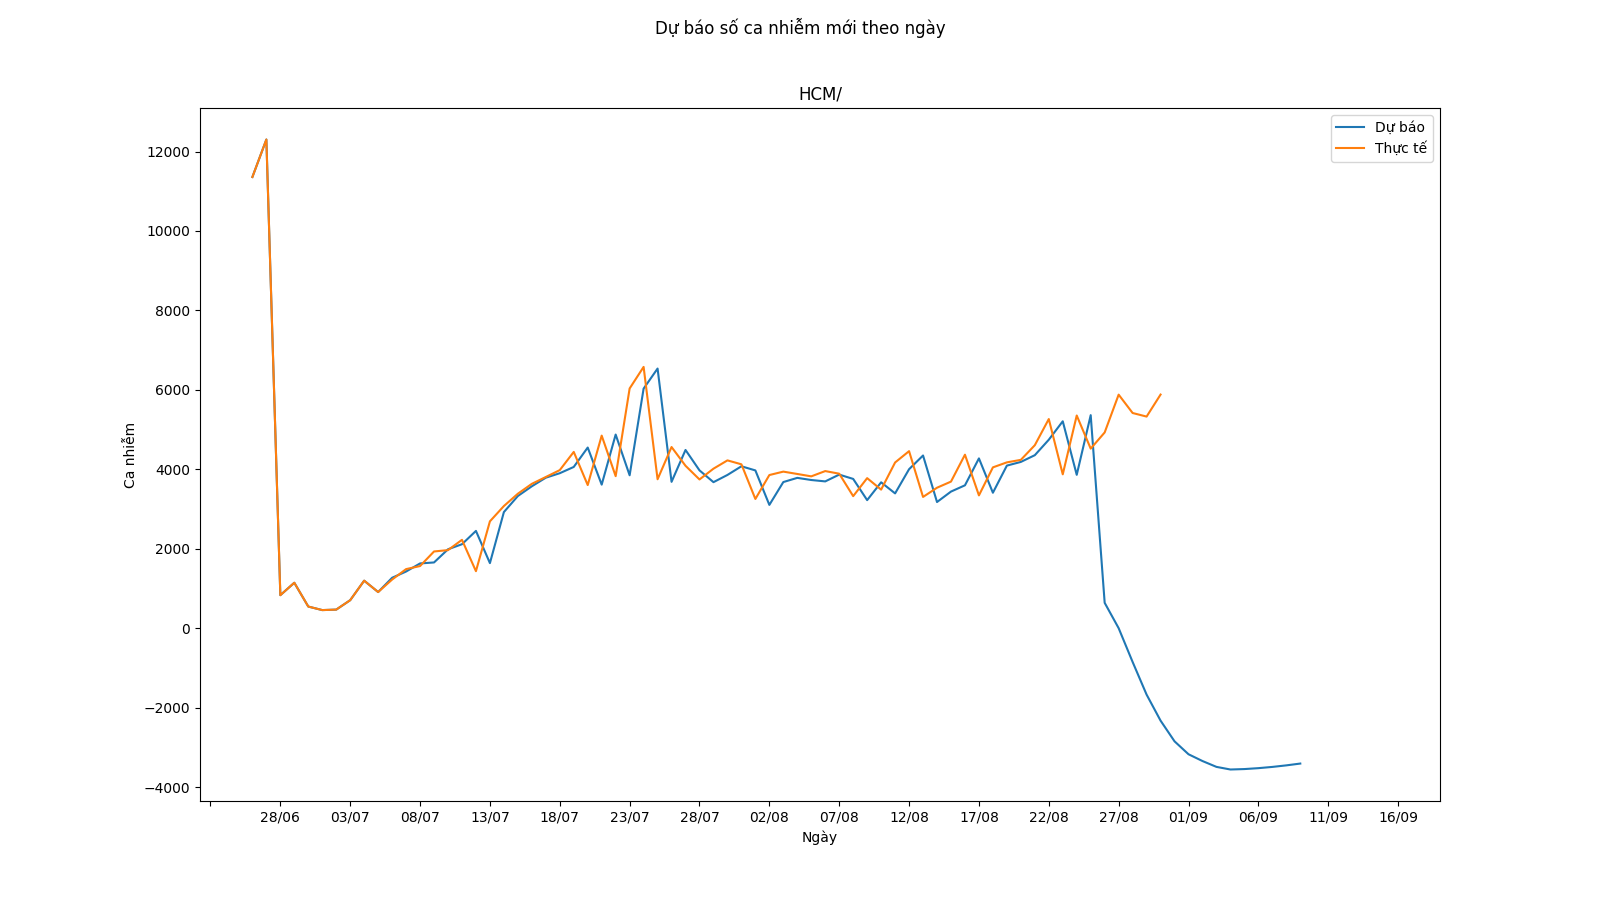 Dự báo số ca nhiễm mới theo ngày
HCM/
Dự báo
Thực tế
12000
10000
8000
6000
4000
2000
0
−2000
−4000
Ca nhiễm
28/06 03/07 08/07 13/07 18/07 23/07 28/07 02/08 07/08 12/08 17/08 22/08 27/08 01/09 06/09 11/09 16/09
Ngày